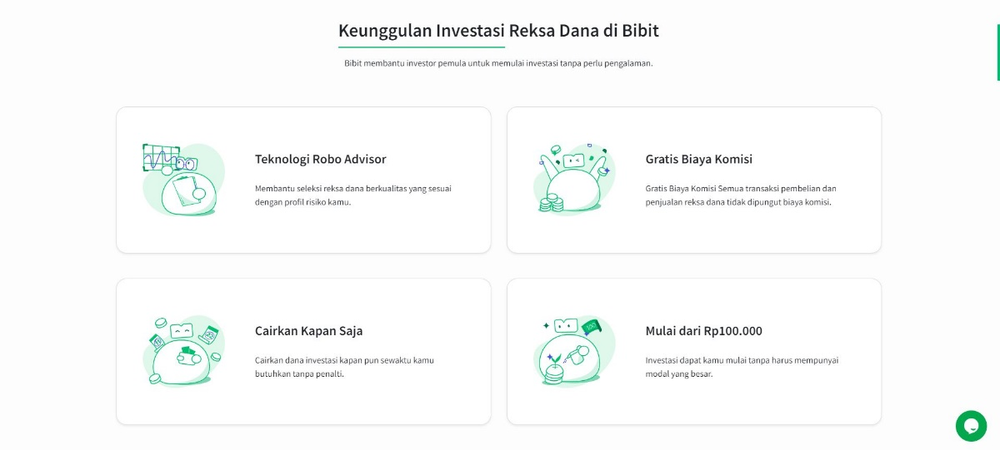 Keunggulan Investasi Reksa Dana di Bibit
Bibit membantu investor pemula untuk memulai investasi tanpa perlu pengalaman.
Teknologi Robo Advisor
Membantu seleksi reksa dana berkualitas yang sesuai
dengan profil risiko kamu.
Gratis Biaya Komisi
Gratis Biaya Komisi Semua transaksi pembelian dan
penjualan reksa dana tidak dipungut biaya komisi.
Cairkan Kapan Saja
Cairkan dana investasi kapan pun sewaktu kamu
butuhkan tanpa penalti.
Mulai dari Rp100.000
Investasi dapat kamu mulai tanpa harus mempunyai
modal yang besar.